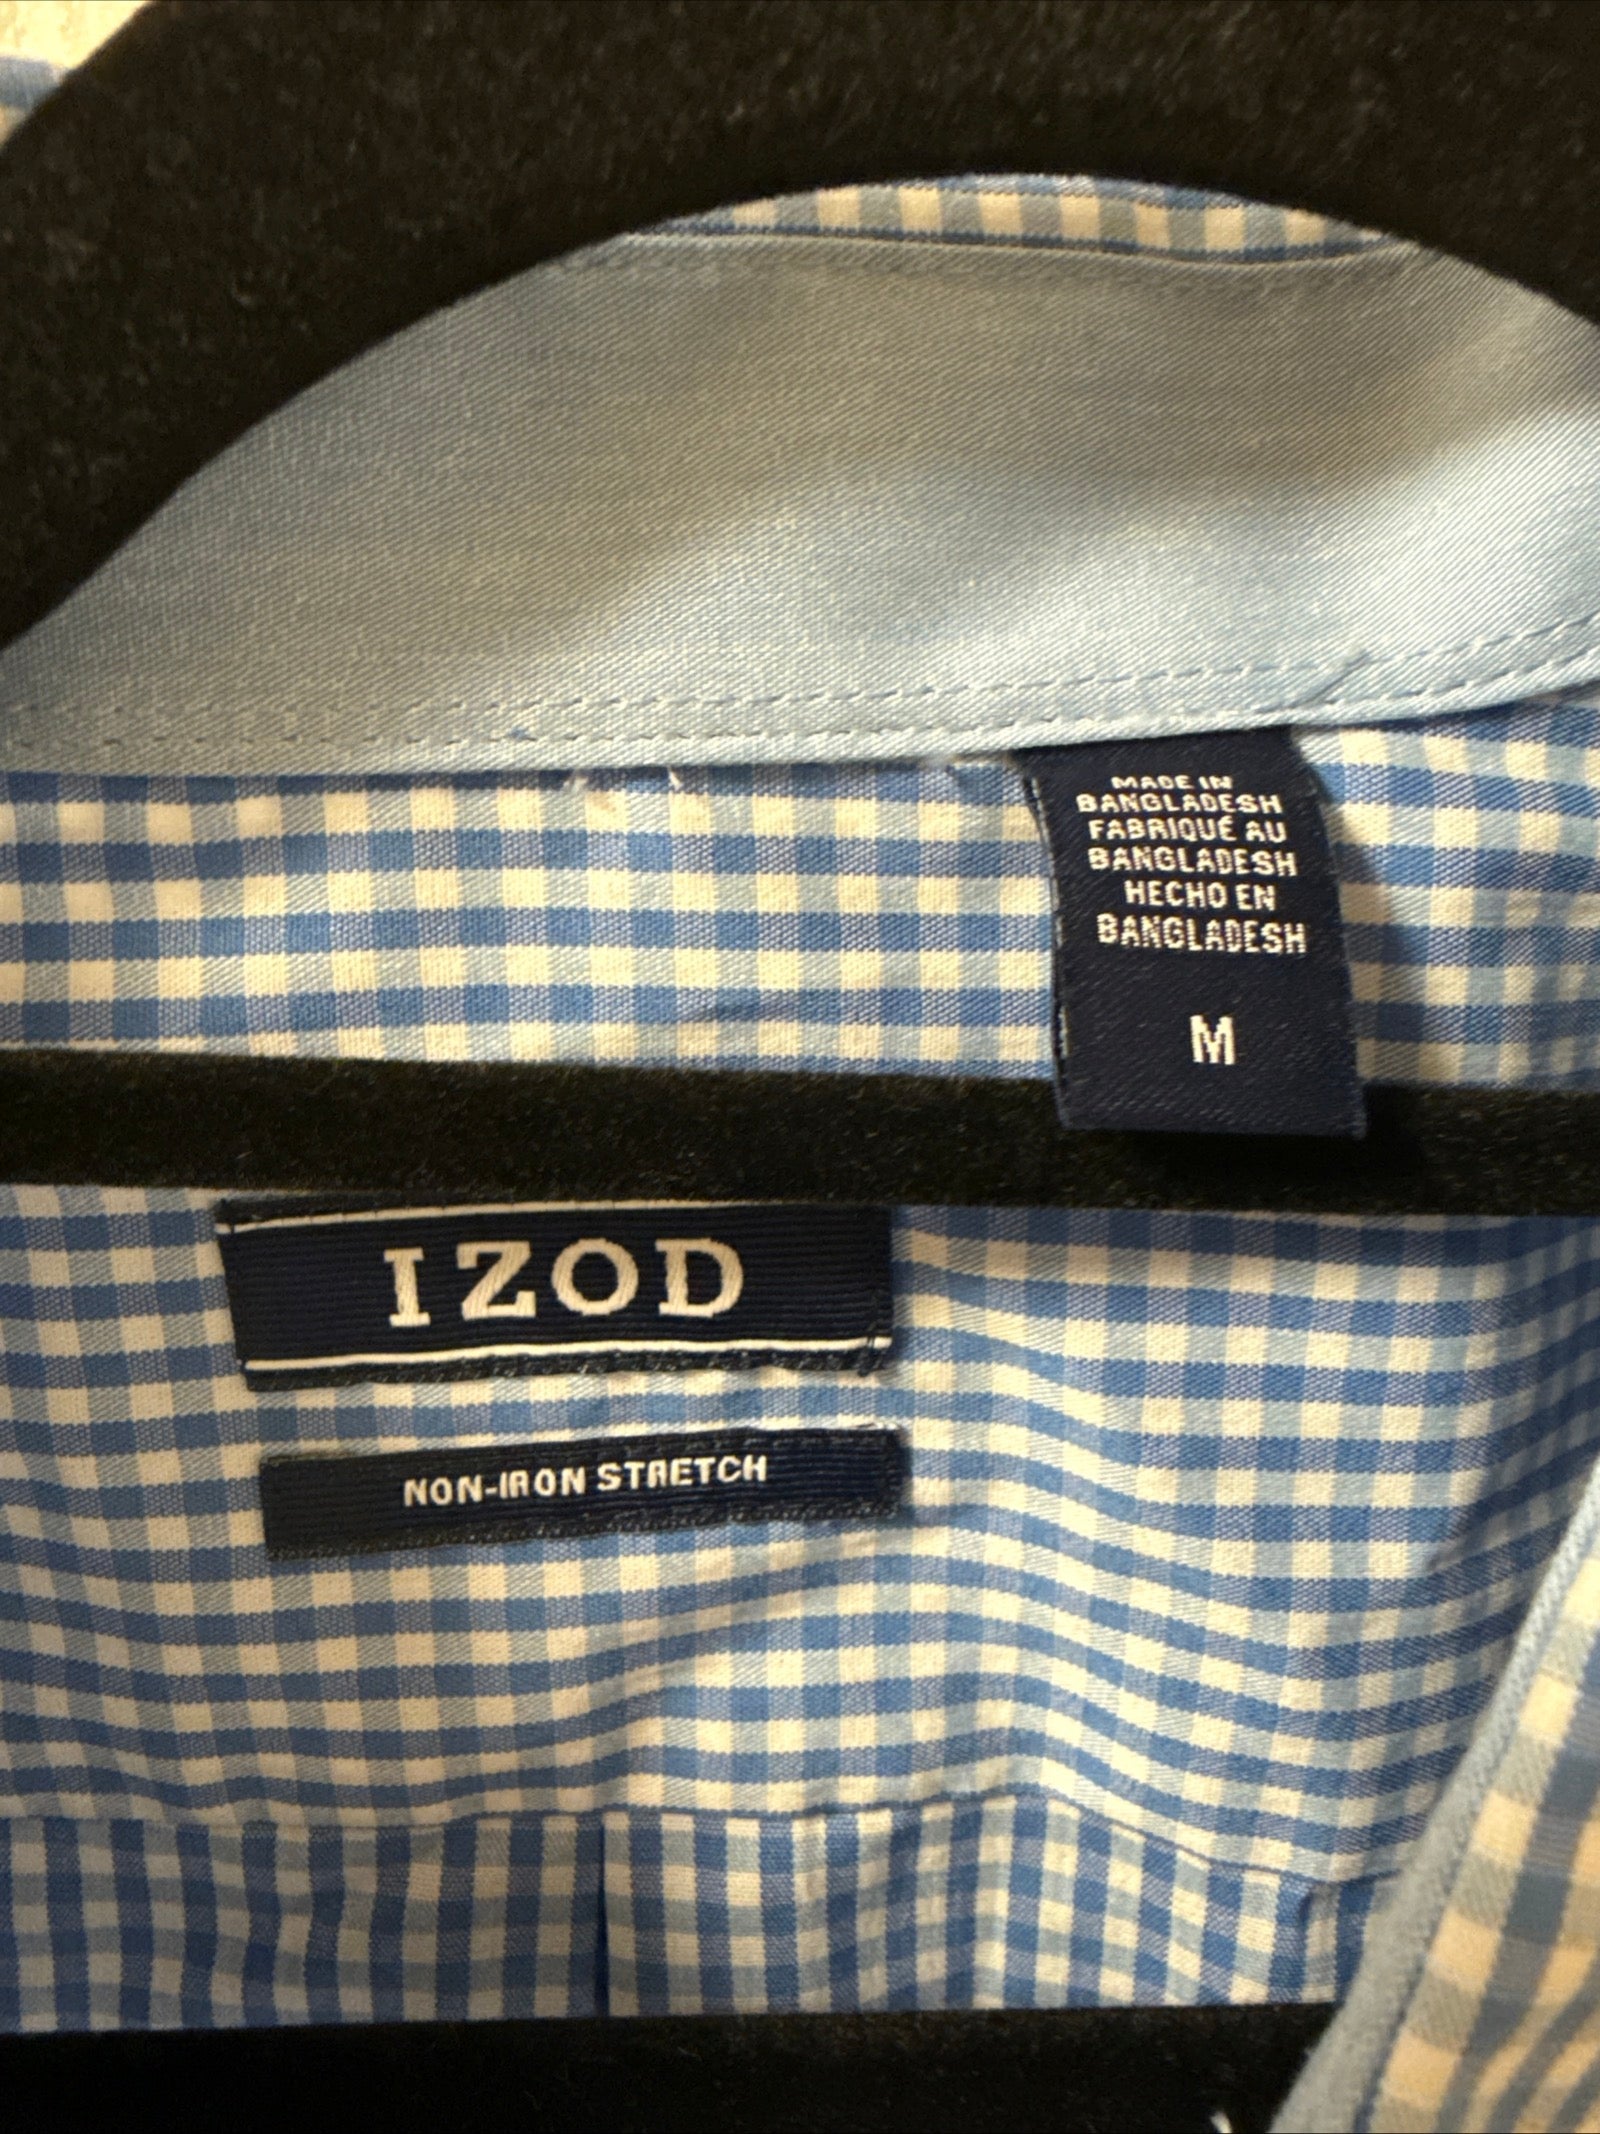 MADE IN
BANGLADESH
FABRIQUÉ AU
BANGLADESH
HECHO EN
BANGLADESH
M
IZOD
NON-IRON STRETCH